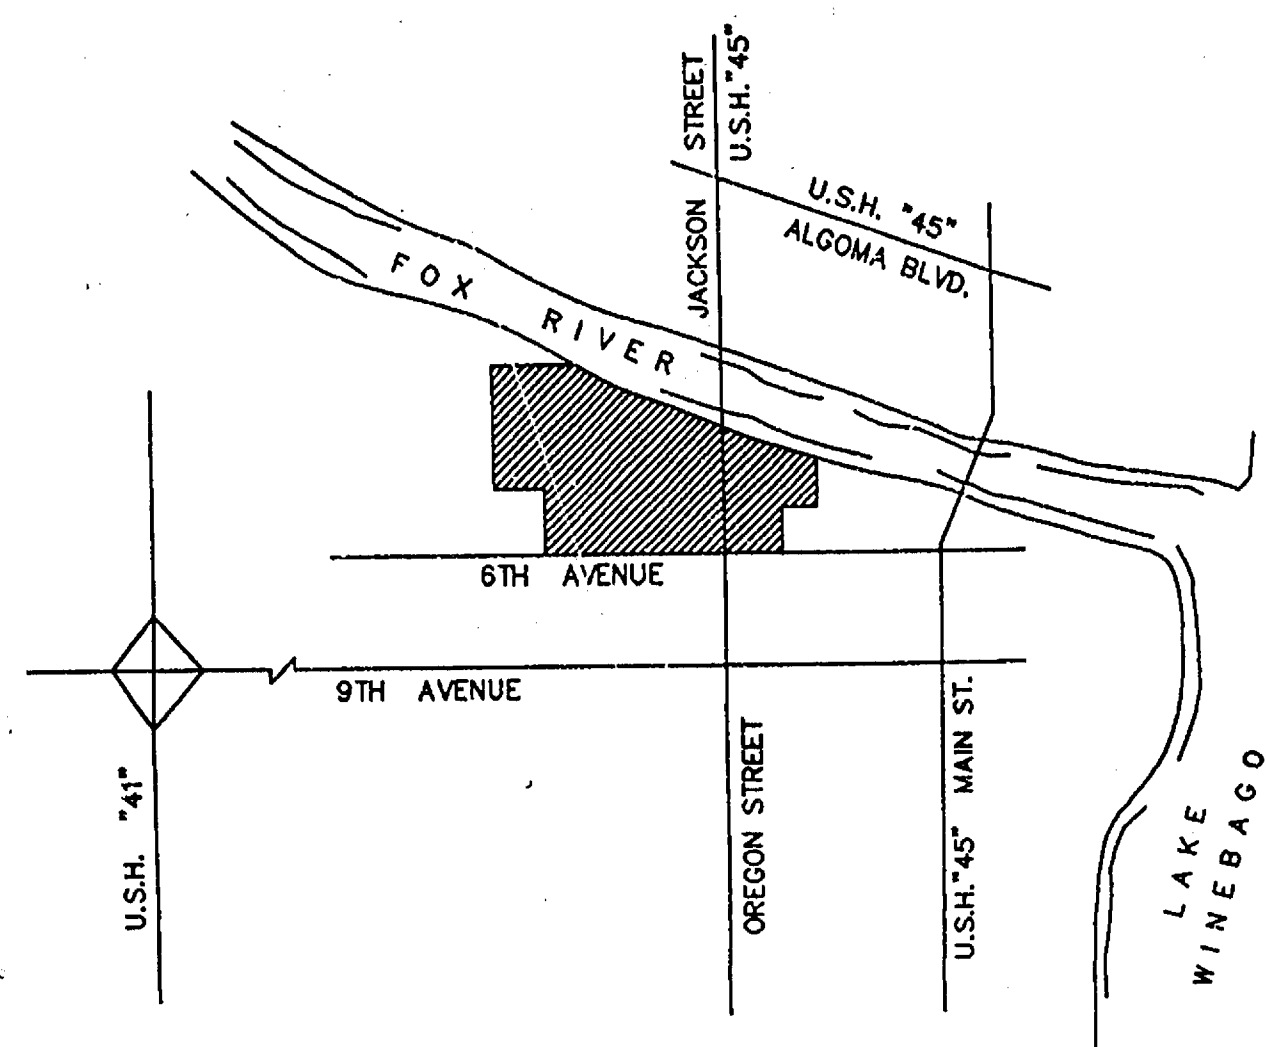 JACKSON STREET
U.S.H. "45"
U.S.H. "45"
ALGOMA BLVD.
FOX RIVER
6TH AVENUE
9TH AVENUE
U.S.H. "41"
OREGON STREET
U.S.H. "45" MAIN ST.
LAKE
WINEBAGO